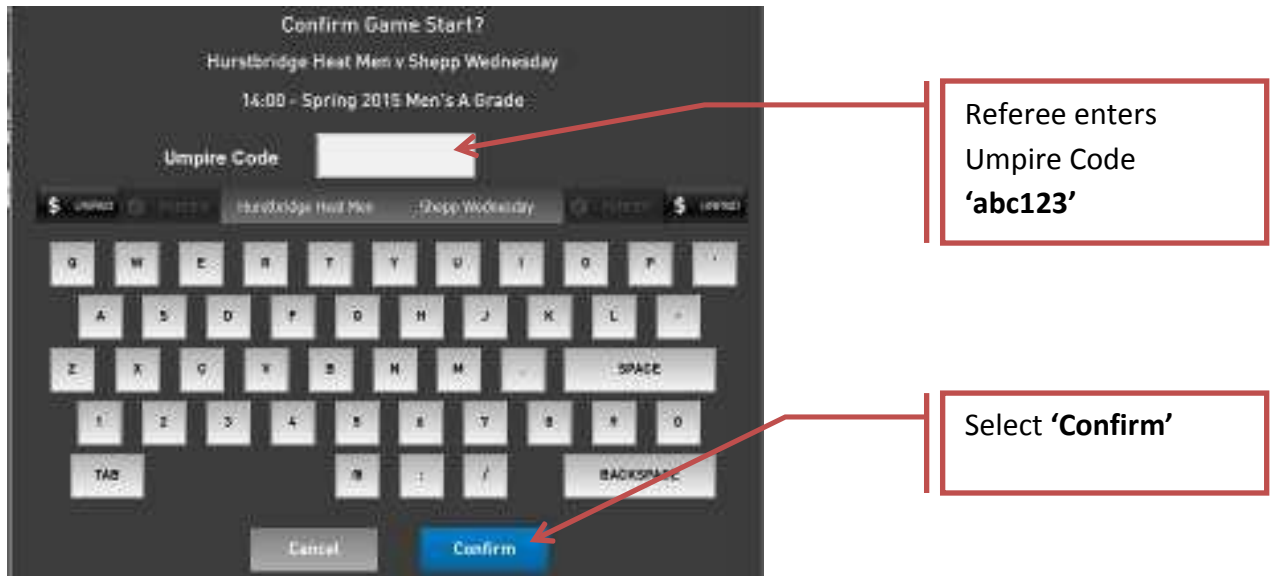 Confirm Game Start?
Hurstbridge Heat Men v Shepp Wednesday
14:00 - Spring 2015 Men's A Grade
Umpire Code
Referee enters
Umpire Code
‘abc123’
$ UNPAID Hurstbridge Heat Men Shepp Wednesday $ UNPAID
Q W E R T Y U I O P '
A S D F G H J K L -
Z X C V B N M . SPACE
1 2 3 4 5 6 7 8 9 0
TAB @ : / BACKSPACE
Cancel Confirm
Select ‘Confirm’